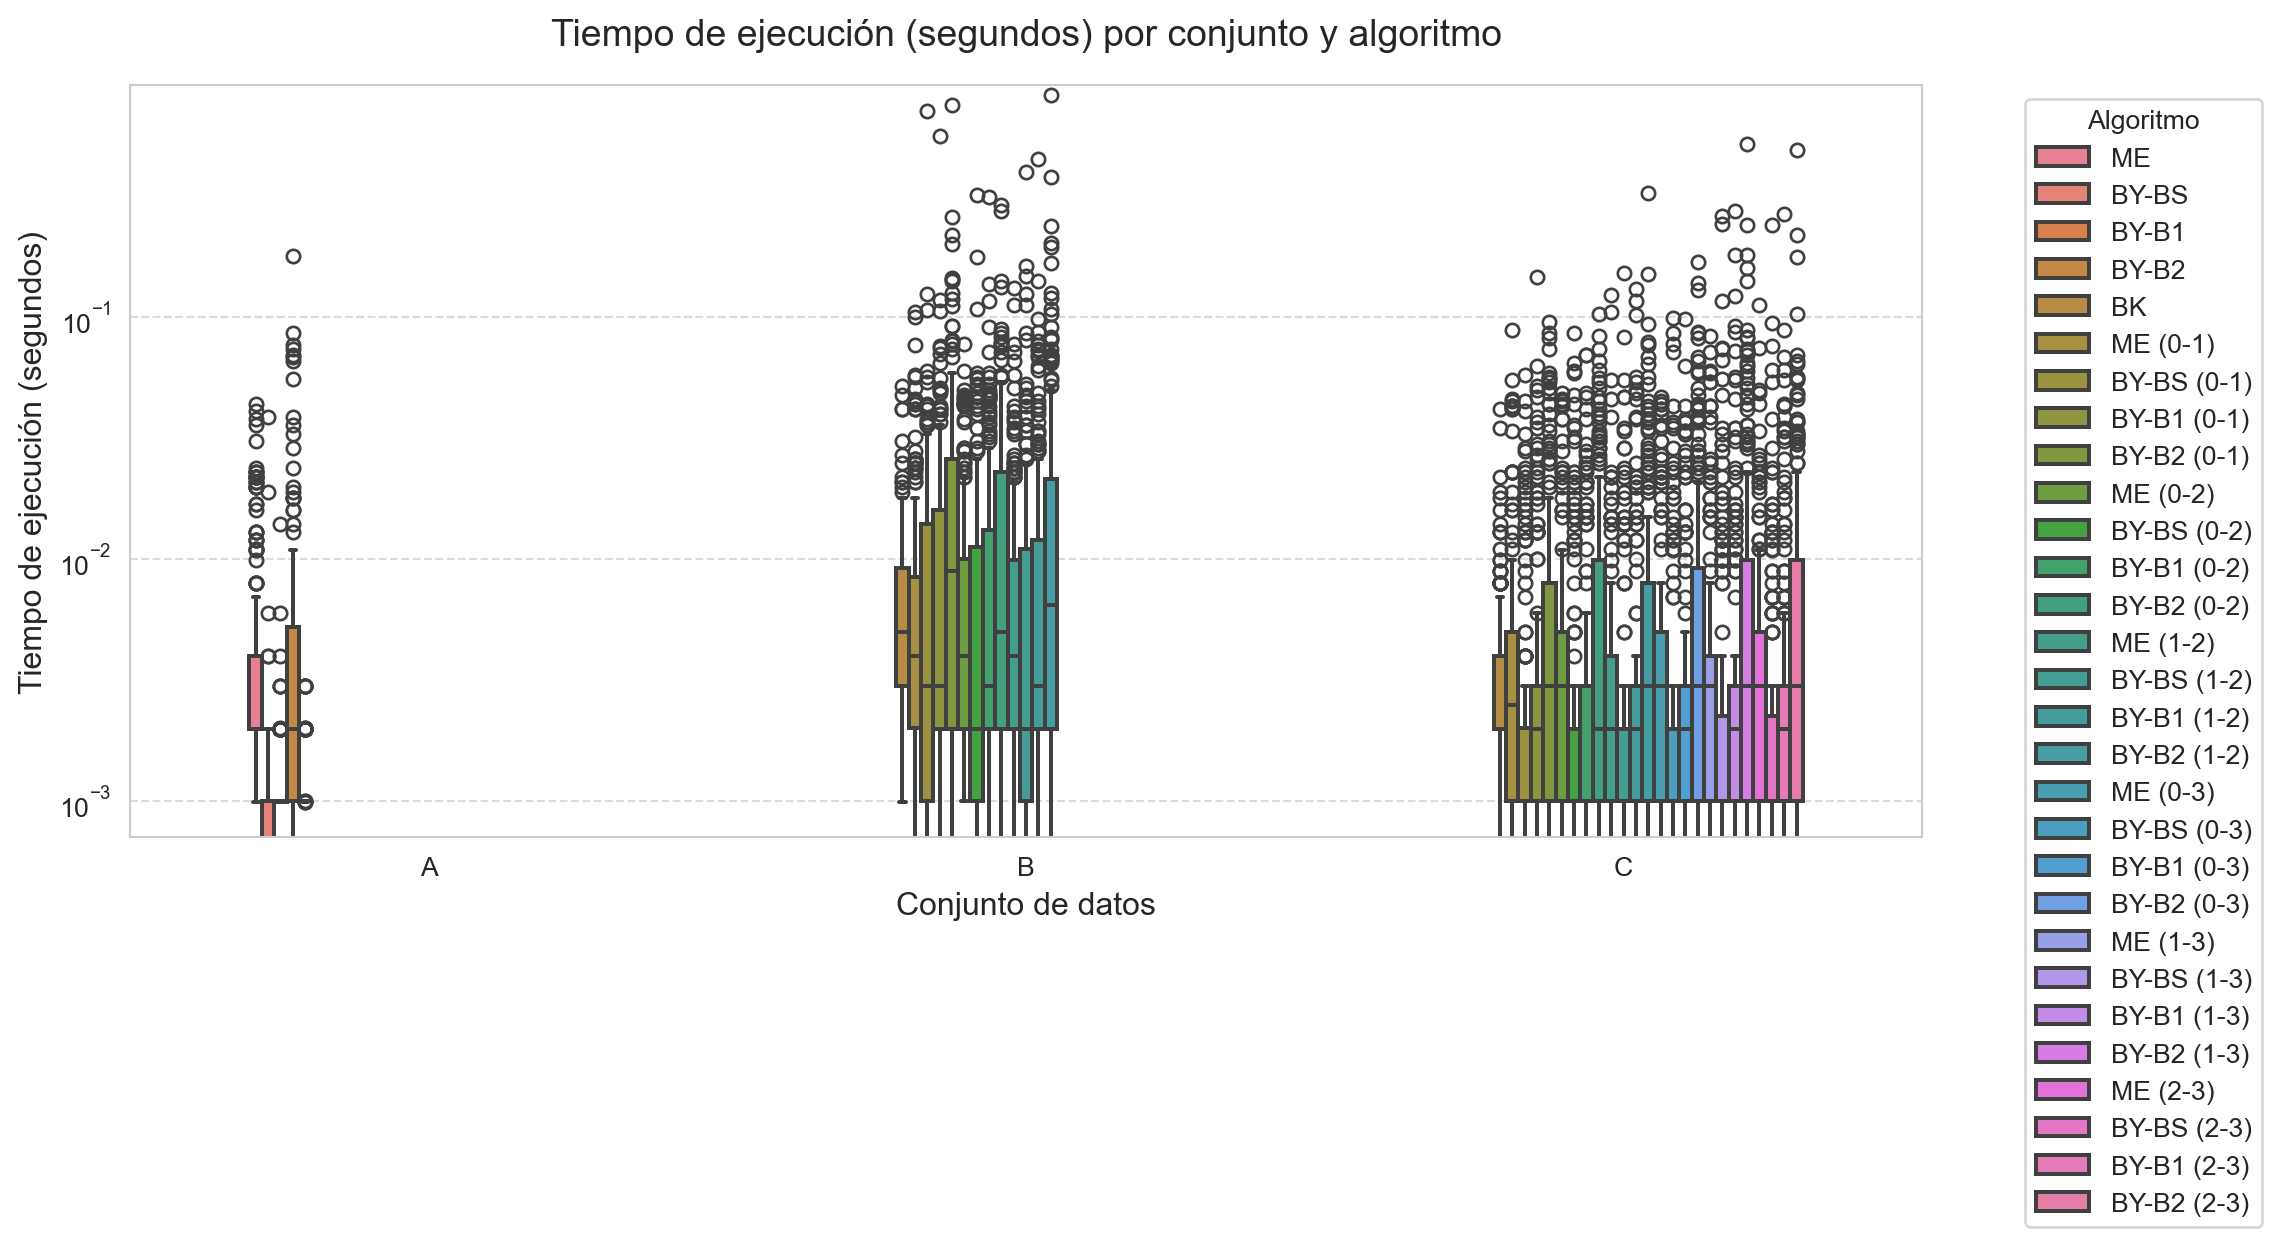 Tiempo de ejecución (segundos) por conjunto y algoritmo
Tiempo de ejecución (segundos)
10⁻¹
10⁻²
10⁻³
A
B
C
Conjunto de datos
Algoritmo
ME
BY-BS
BY-B1
BY-B2
BK
ME (0-1)
BY-BS (0-1)
BY-B1 (0-1)
BY-B2 (0-1)
ME (0-2)
BY-BS (0-2)
BY-B1 (0-2)
BY-B2 (0-2)
ME (1-2)
BY-BS (1-2)
BY-B1 (1-2)
BY-B2 (1-2)
ME (0-3)
BY-BS (0-3)
BY-B1 (0-3)
BY-B2 (0-3)
ME (1-3)
BY-BS (1-3)
BY-B1 (1-3)
BY-B2 (1-3)
ME (2-3)
BY-BS (2-3)
BY-B1 (2-3)
BY-B2 (2-3)